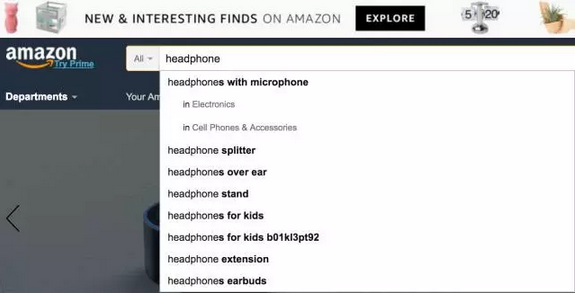 NEW & INTERESTING FINDS ON AMAZON EXPLORE
5 20
amazon
Try Prime
All headphone
Departments Your Am
headphones with microphone
in Electronics
in Cell Phones & Accessories
headphone splitter
headphones over ear
headphone stand
headphones for kids
headphones for kids b01kl3pt92
headphone extension
headphones earbuds